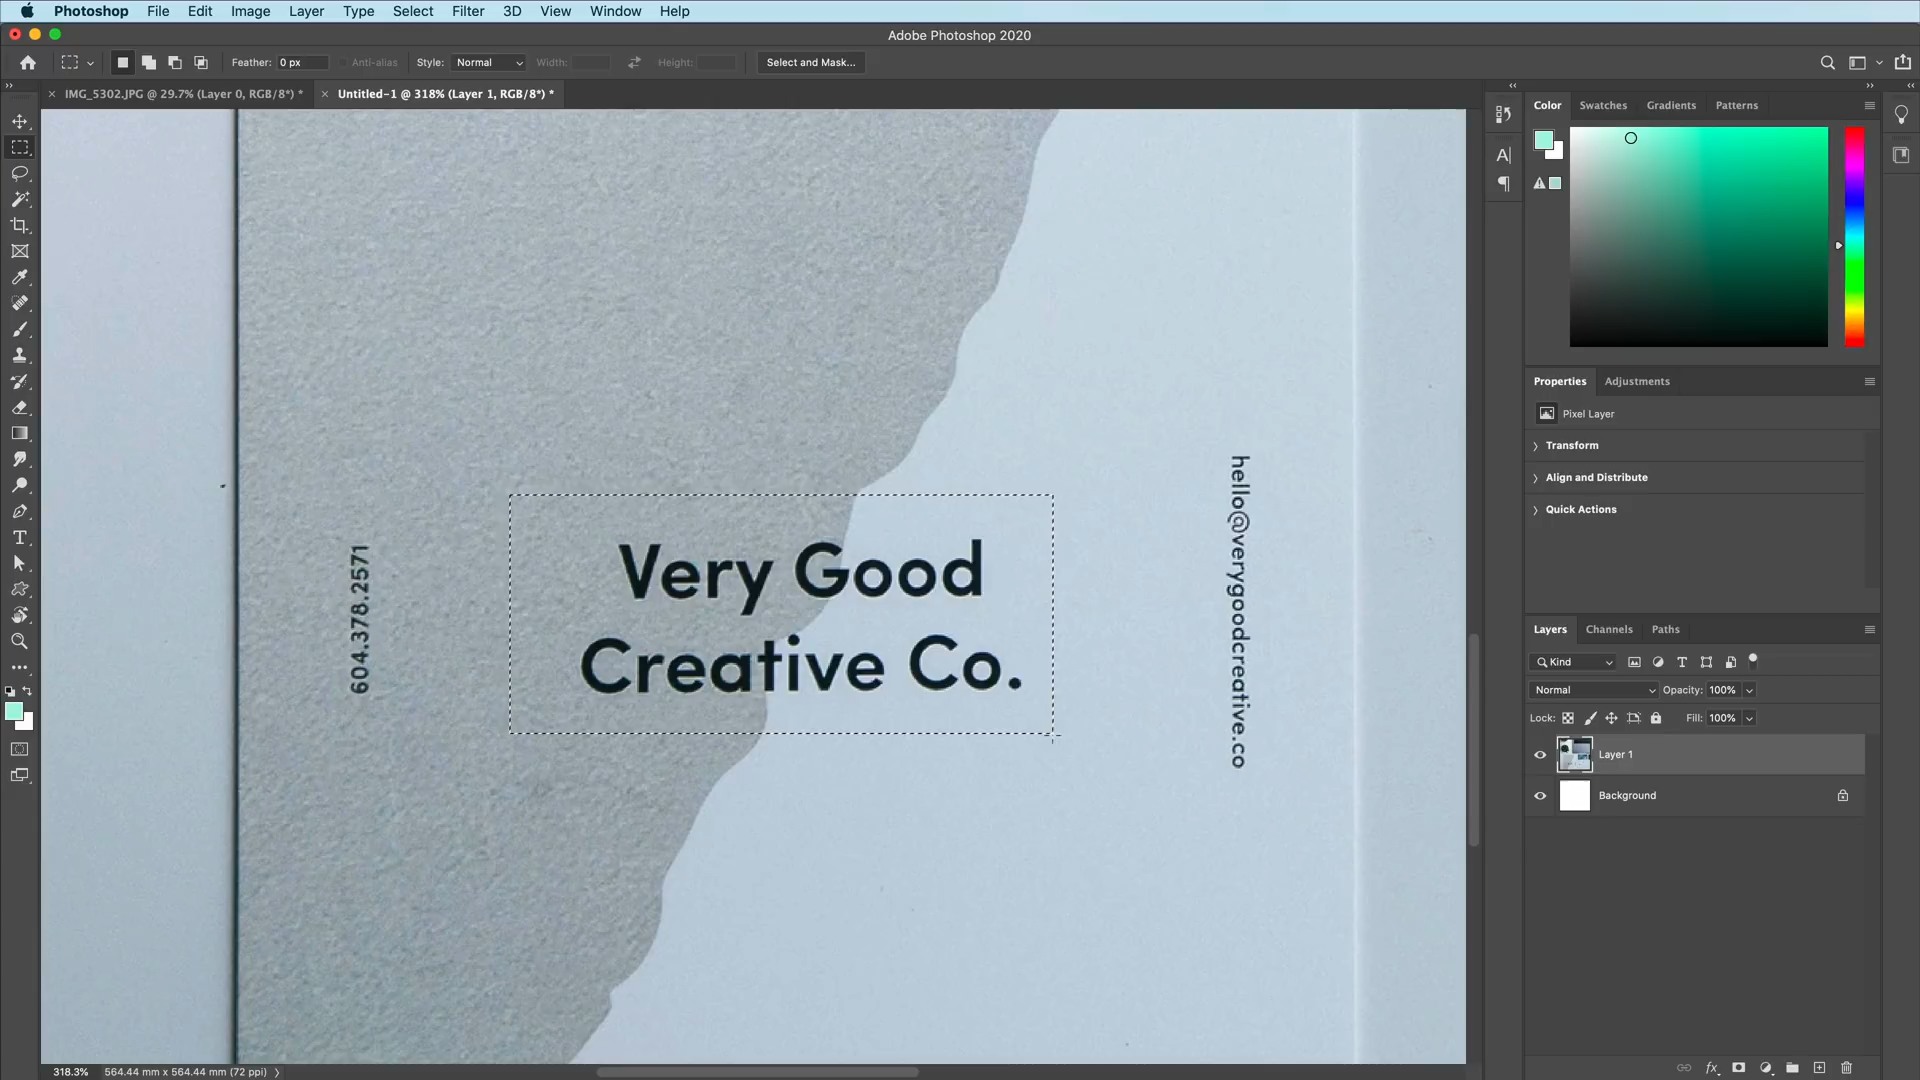 Photoshop File Edit Image Layer Type Select Filter 3D View Window Help
Adobe Photoshop 2020
Feather: 0 px Anti-alias Style: Normal Width: Height: Select and Mask...
IMG_5302.JPG @ 29.7% (Layer 0, RGB/8*) *
Untitled-1 @ 318% (Layer 1, RGB/8*) *
604.378.2571
Very Good
Creative Co.
hello@verygoodcreative.co
Color Swatches Gradients Patterns
Properties Adjustments
Pixel Layer
Transform
Align and Distribute
Quick Actions
Layers Channels Paths
Kind
Normal Opacity: 100%
Lock: Fill: 100%
Layer 1
Background
318.3% 564.44 mm x 564.44 mm (72 ppi)